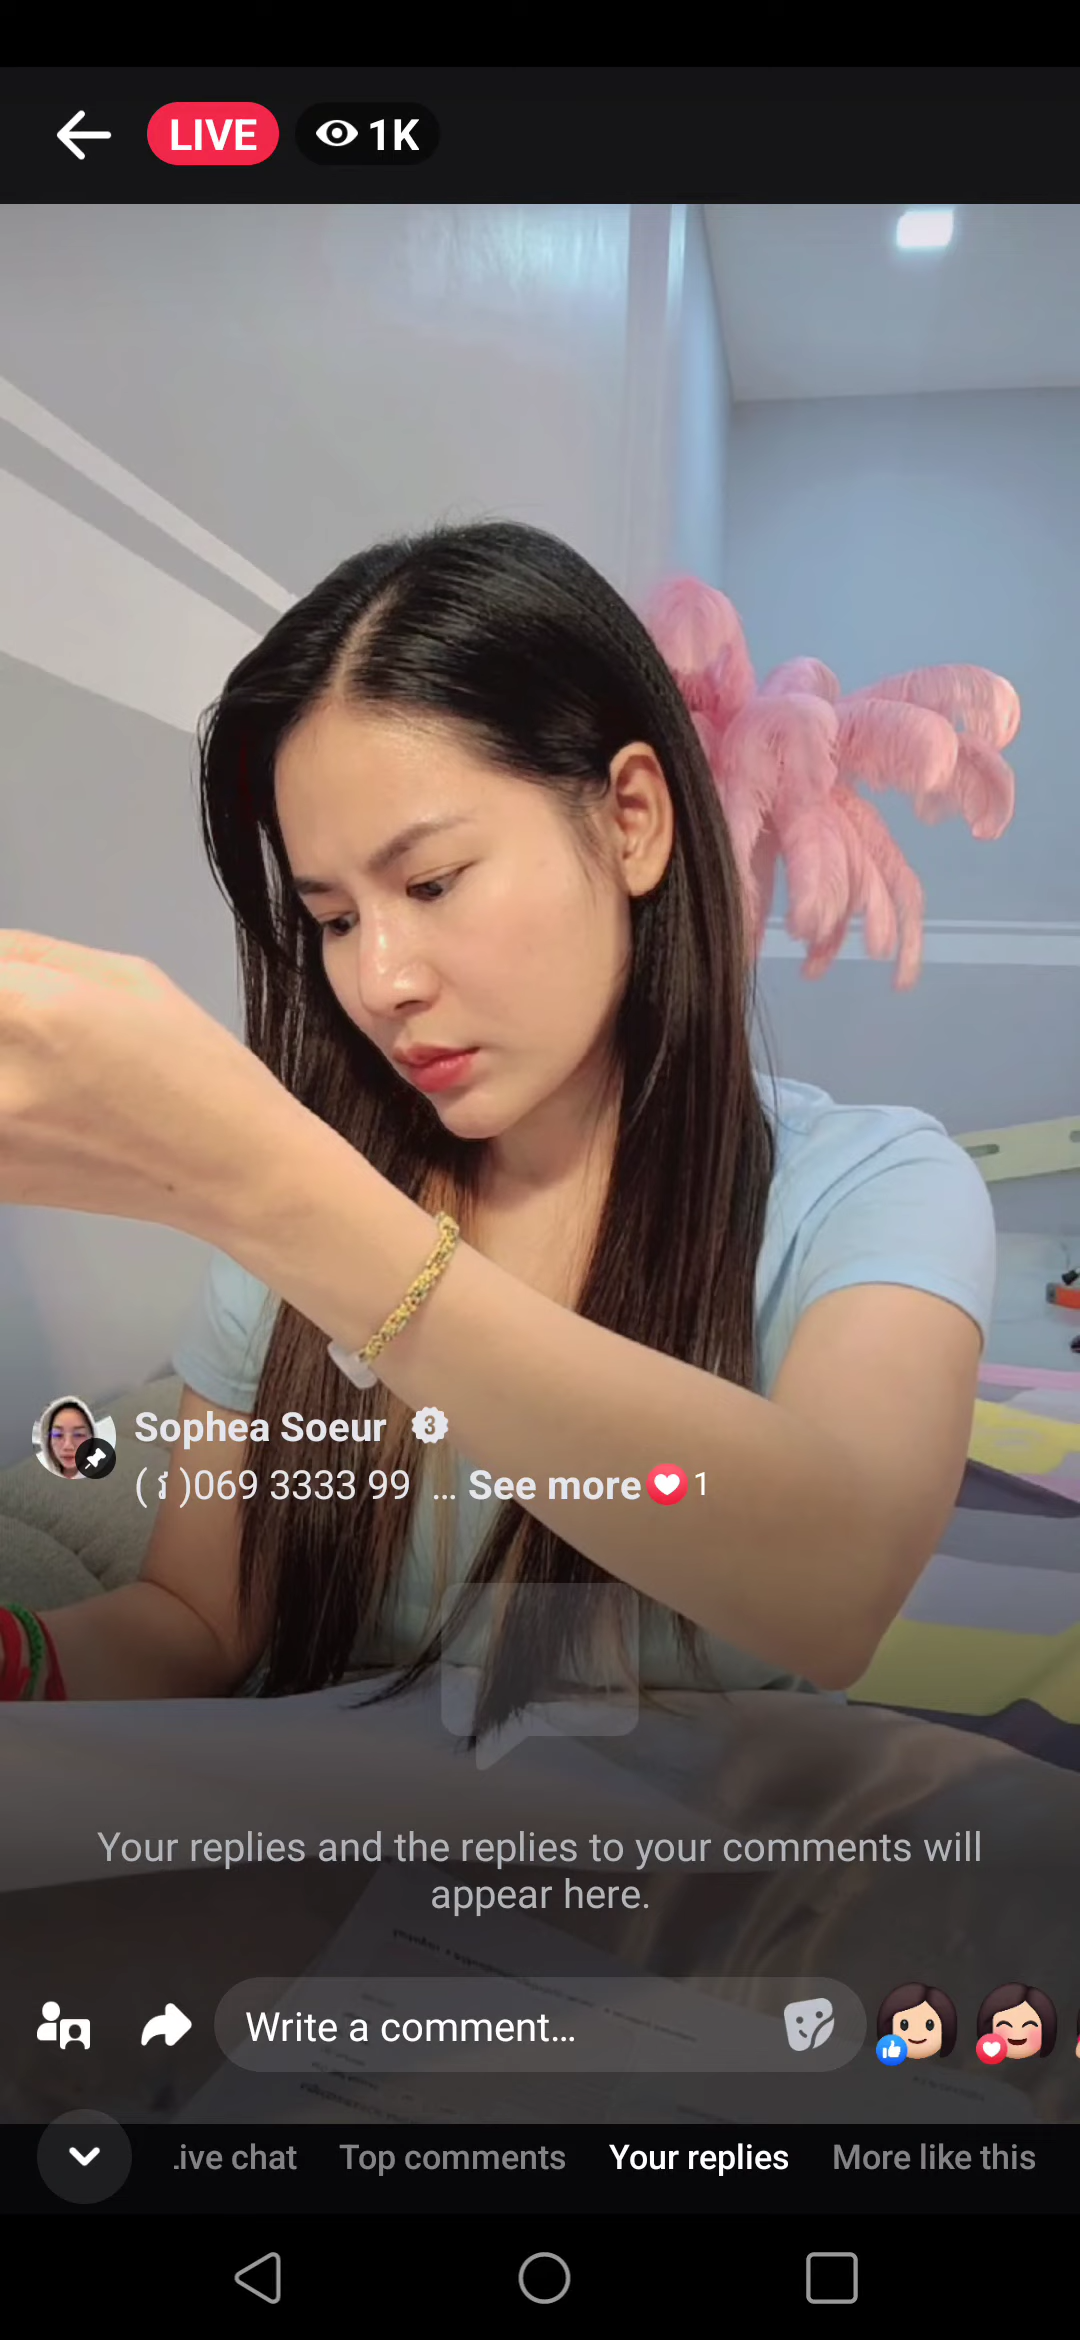 LIVE 1K
Sophea Soeur 3
(រ)069 3333 99 ... See more 1
Your replies and the replies to your comments will
appear here.
Write a comment...
.ive chat Top comments Your replies More like this